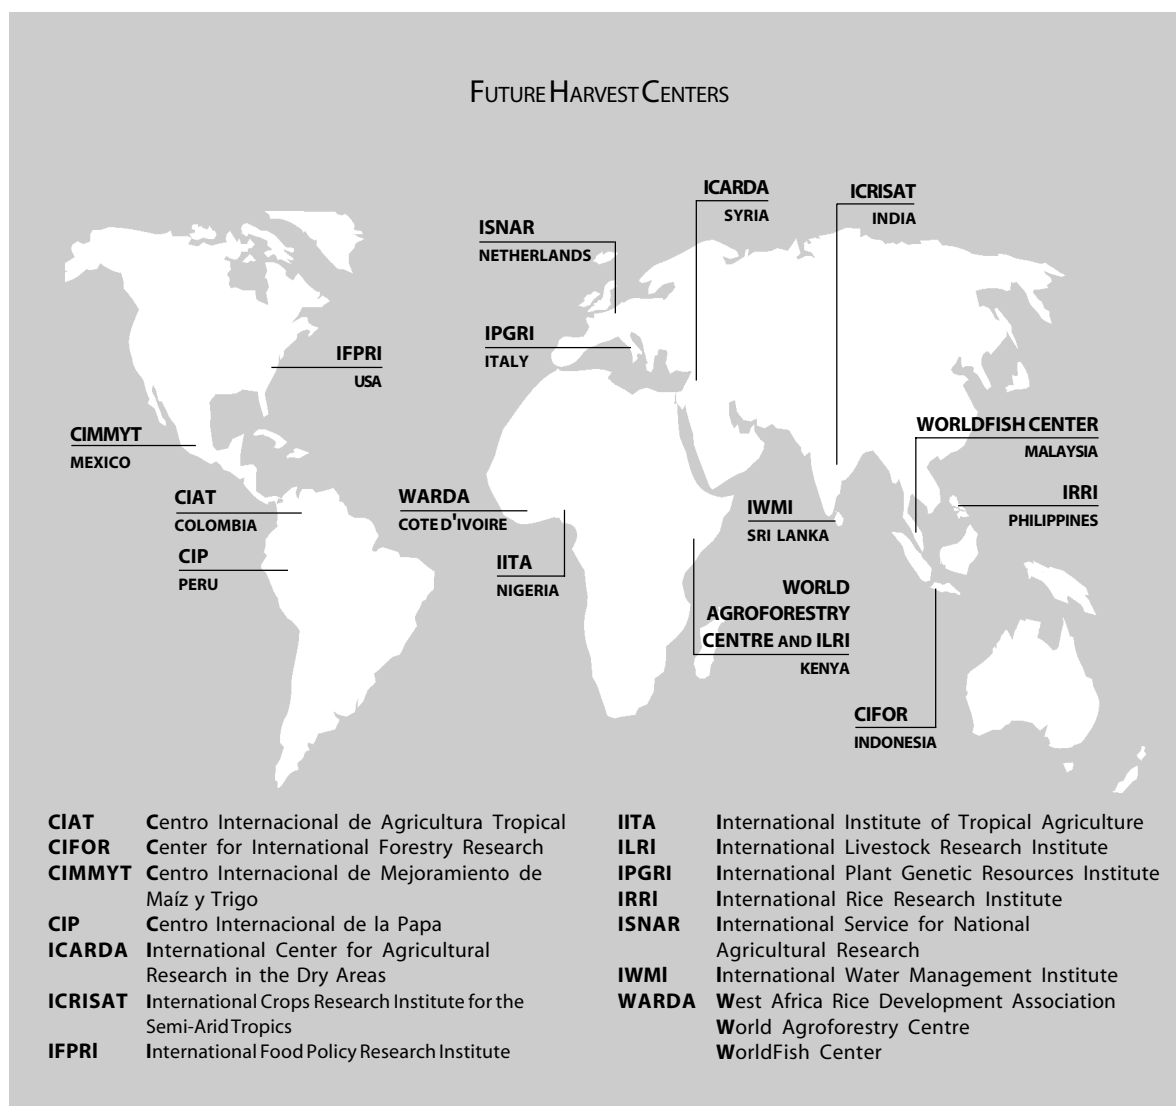 FUTURE HARVEST CENTERS
ICARDA
SYRIA
ICRISAT
INDIA
ISNAR
NETHERLANDS
IPGRI
ITALY
IFPRI
USA
CIMMYT
MEXICO
WORLDFISH CENTER
MALAYSIA
CIAT
COLOMBIA
WARDA
COTE D'IVOIRE
IWMI
SRI LANKA
IRRI
PHILIPPINES
CIP
PERU
IITA
NIGERIA
WORLD
AGROFORESTRY
CENTRE AND ILRI
KENYA
CIFOR
INDONESIA
CIAT Centro Internacional de Agricultura Tropical
CIFOR Center for International Forestry Research
CIMMYT Centro Internacional de Mejoramiento de
Maíz y Trigo
CIP Centro Internacional de la Papa
ICARDA International Center for Agricultural
Research in the Dry Areas
ICRISAT International Crops Research Institute for the
Semi-Arid Tropics
IFPRI International Food Policy Research Institute
IITA International Institute of Tropical Agriculture
ILRI International Livestock Research Institute
IPGRI International Plant Genetic Resources Institute
IRRI International Rice Research Institute
ISNAR International Service for National
Agricultural Research
IWMI International Water Management Institute
WARDA West Africa Rice Development Association
World Agroforestry Centre
WorldFish Center